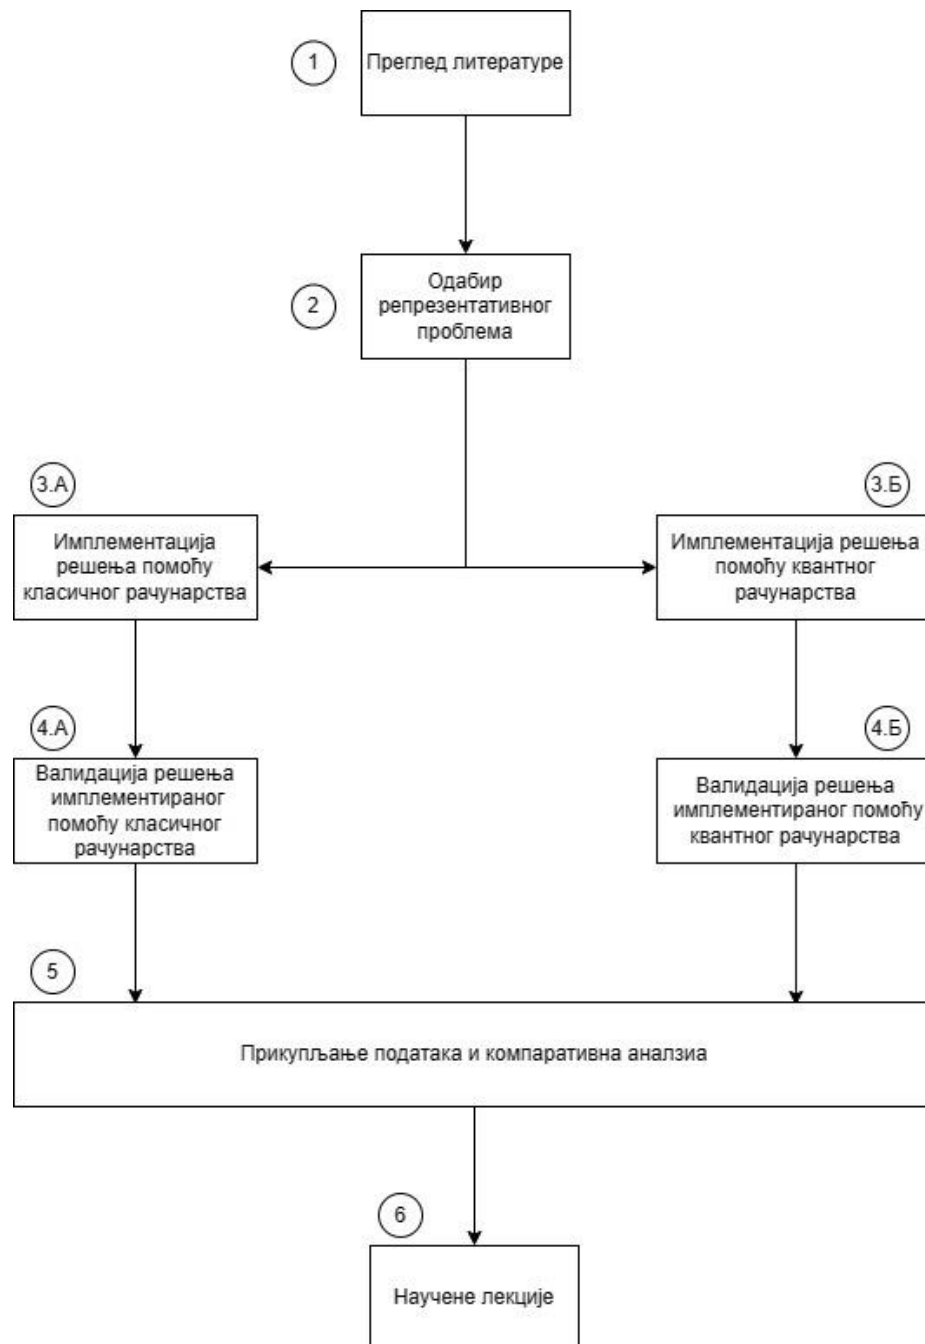 1
Преглед литературе
2
Одабир
репрезентативног
проблема
3.А
3.Б
Имплементација
решења помоћу
класичног рачунарства
Имплементација решења
помоћу квантног
рачунарства
4.А
4.Б
Валидација решења
имплементираног
помоћу класичног
рачунарства
Валидација решења
имплементираног помоћу
квантног рачунарства
5
Прикупљање података и компаративна аналзиа
6
Научене лекције